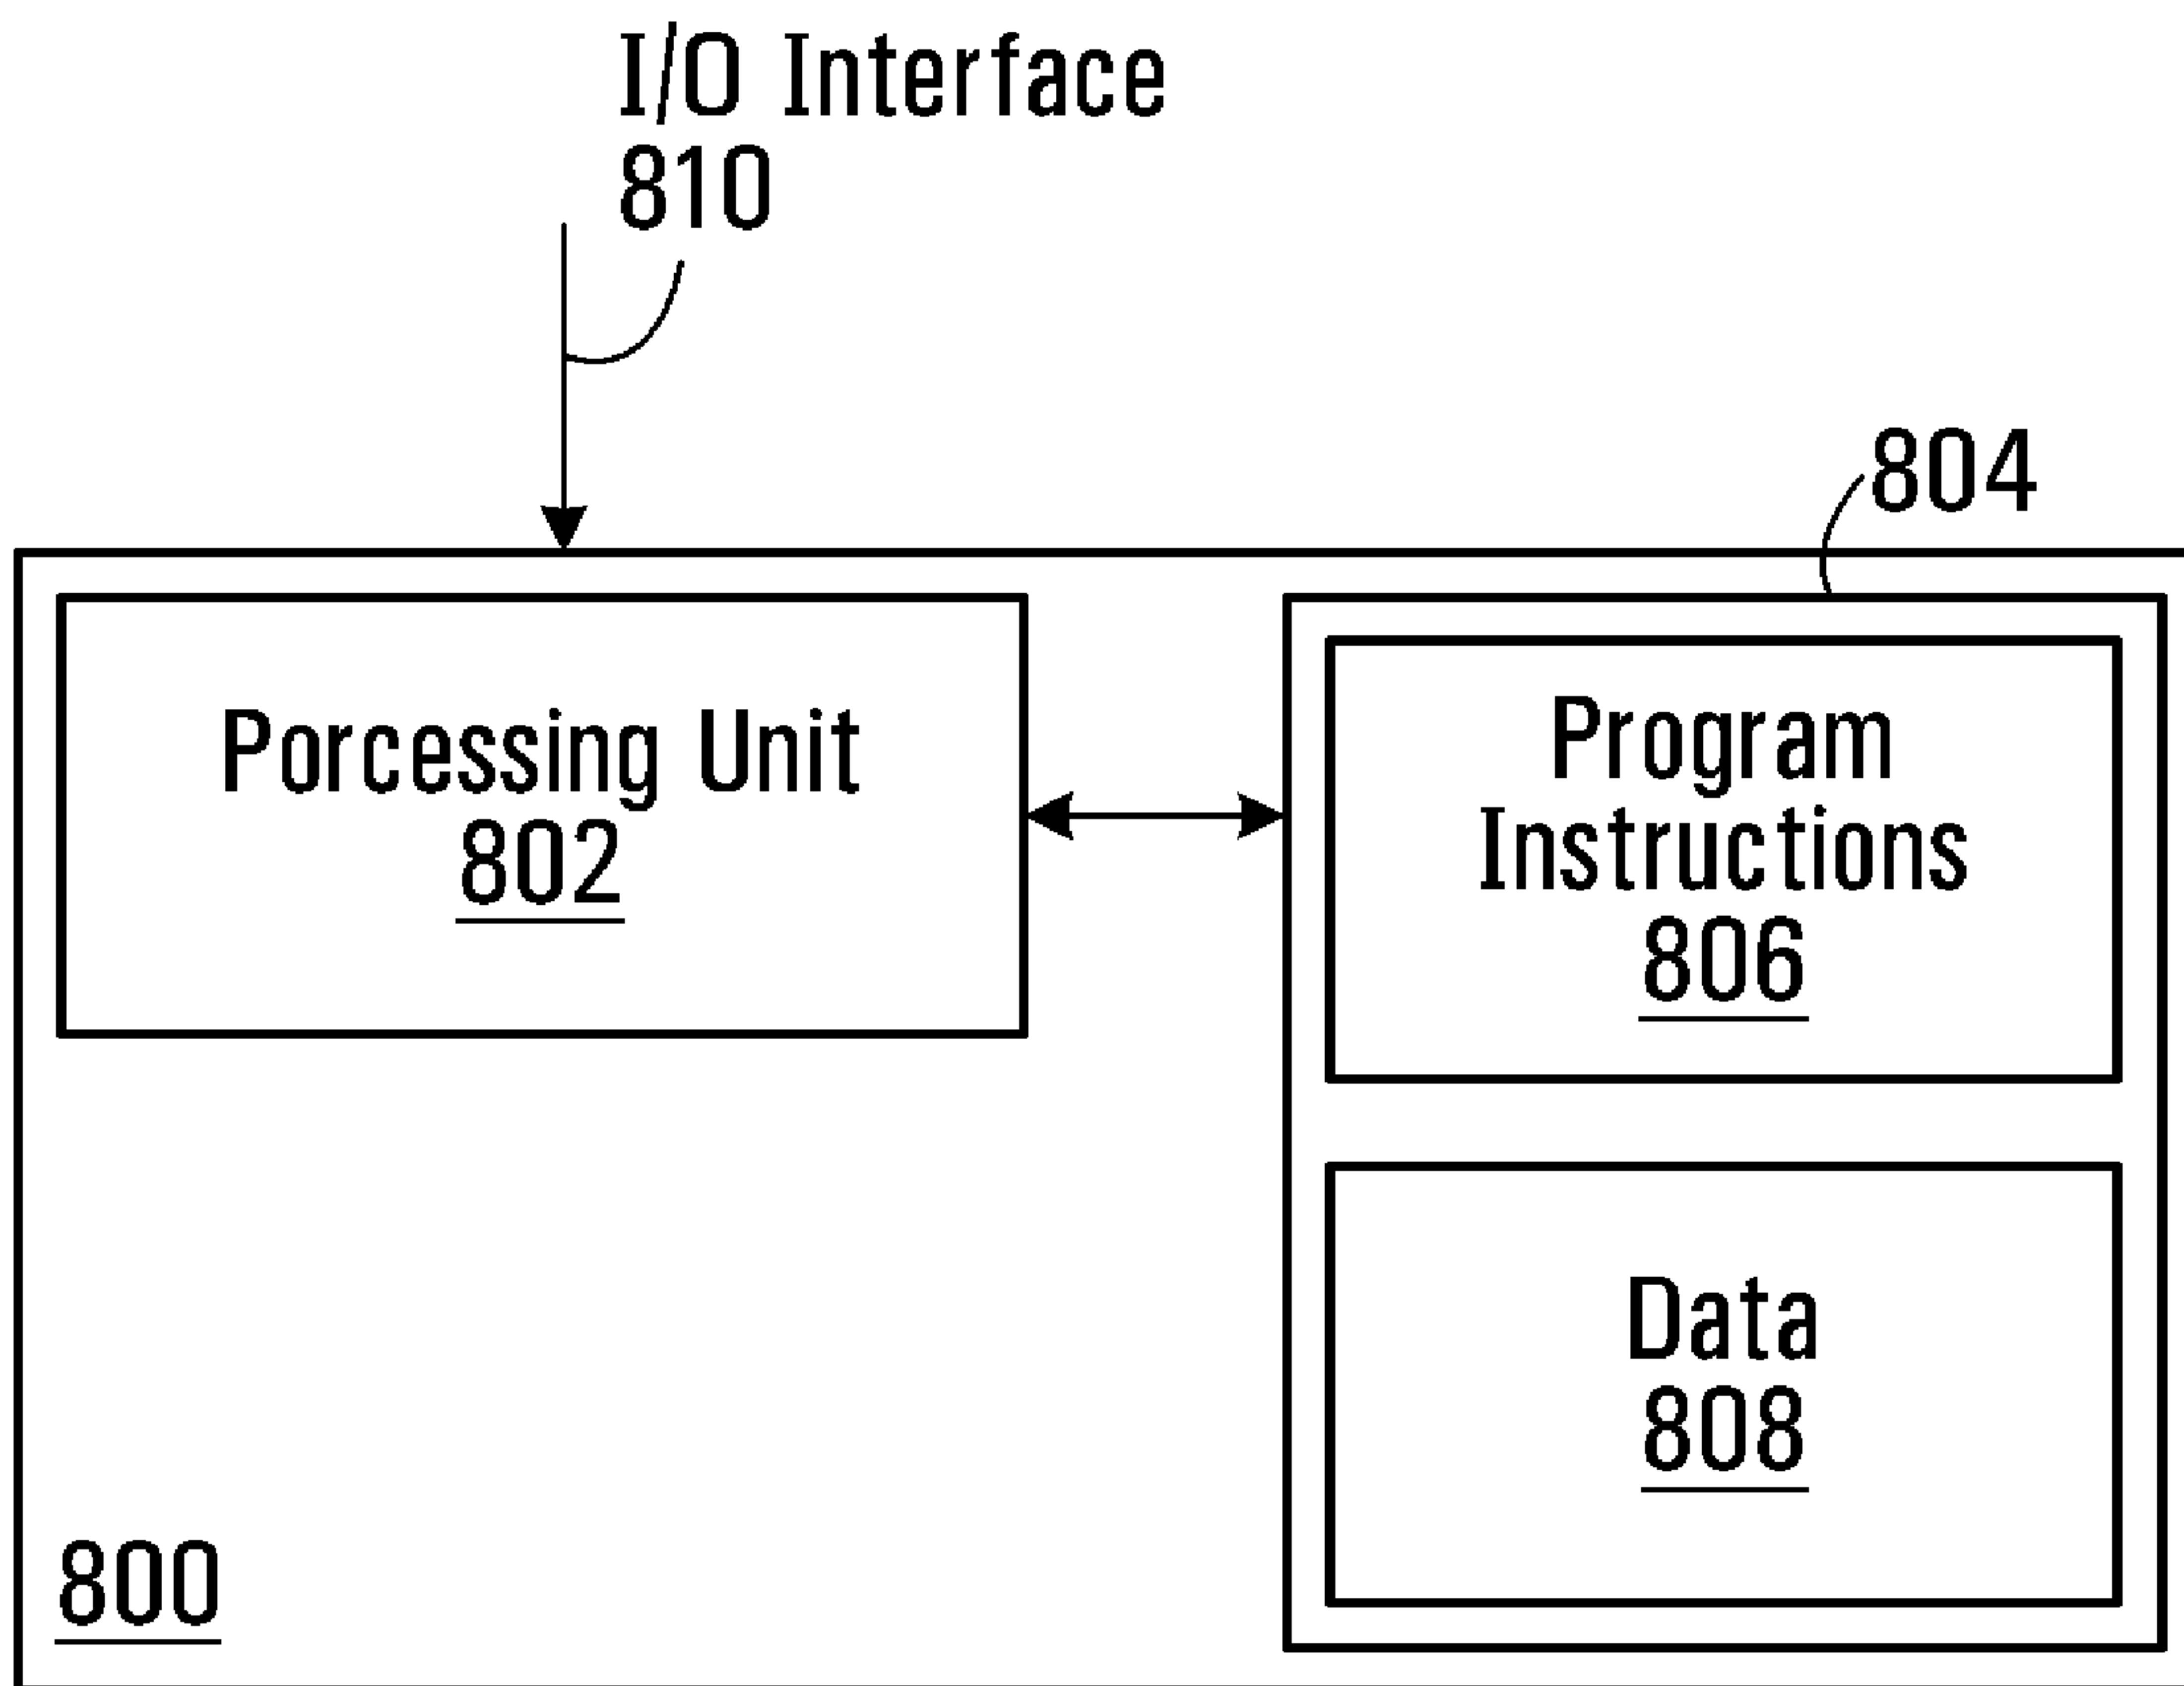 I/O Interface
810
804
Porcessing Unit
802
Program
Instructions
806
Data
808
800